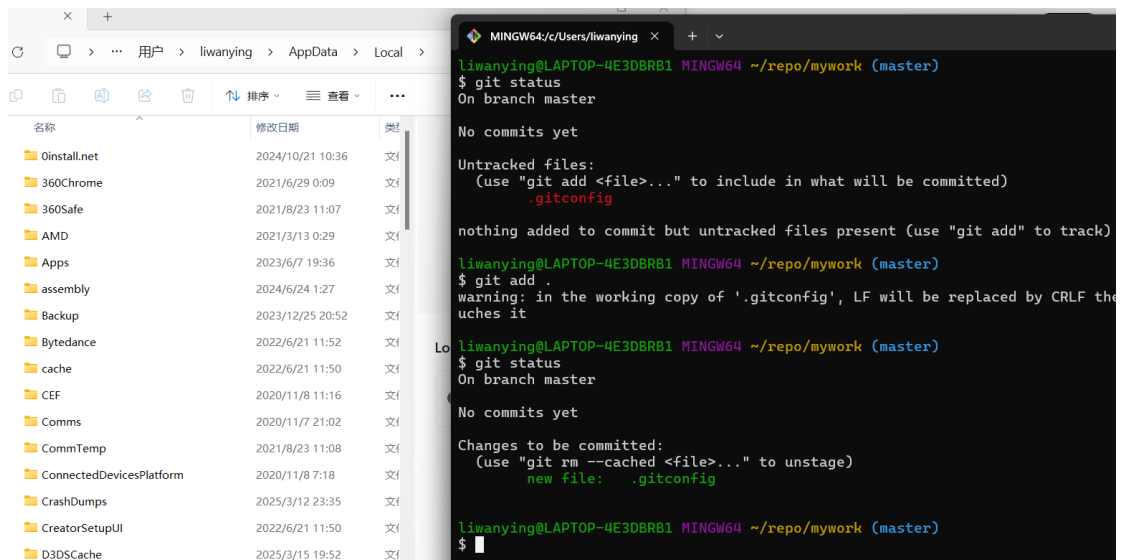 用户 > liwanying > AppData > Local >
排序
查看
名称
修改日期
类型
0install.net 2024/10/21 10:36
360Chrome 2021/6/29 0:09
360Safe 2021/8/23 11:07
AMD 2021/3/13 0:29
Apps 2023/6/7 19:36
assembly 2024/6/24 1:27
Backup 2023/12/25 20:52
Bytedance 2022/6/21 11:52
cache 2022/6/21 11:50
CEF 2020/11/8 11:16
Comms 2020/11/7 21:02
CommTemp 2021/8/23 11:08
ConnectedDevicesPlatform 2020/11/8 7:18
CrashDumps 2025/3/12 23:35
CreatorSetupUI 2022/6/21 11:50
D3DSCache 2025/3/15 19:52
Lo
MINGW64:/c/Users/liwanying
liwanying@LAPTOP-4E3DBRB1 MINGW64 ~/repo/mywork (master)
$ git status
On branch master
No commits yet
Untracked files:
(use "git add <file>..." to include in what will be committed)
.gitconfig
nothing added to commit but untracked files present (use "git add" to track)
liwanying@LAPTOP-4E3DBRB1 MINGW64 ~/repo/mywork (master)
$ git add .
warning: in the working copy of '.gitconfig', LF will be replaced by CRLF the
uches it
liwanying@LAPTOP-4E3DBRB1 MINGW64 ~/repo/mywork (master)
$ git status
On branch master
No commits yet
Changes to be committed:
(use "git rm --cached <file>..." to unstage)
new file: .gitconfig
liwanying@LAPTOP-4E3DBRB1 MINGW64 ~/repo/mywork (master)
$